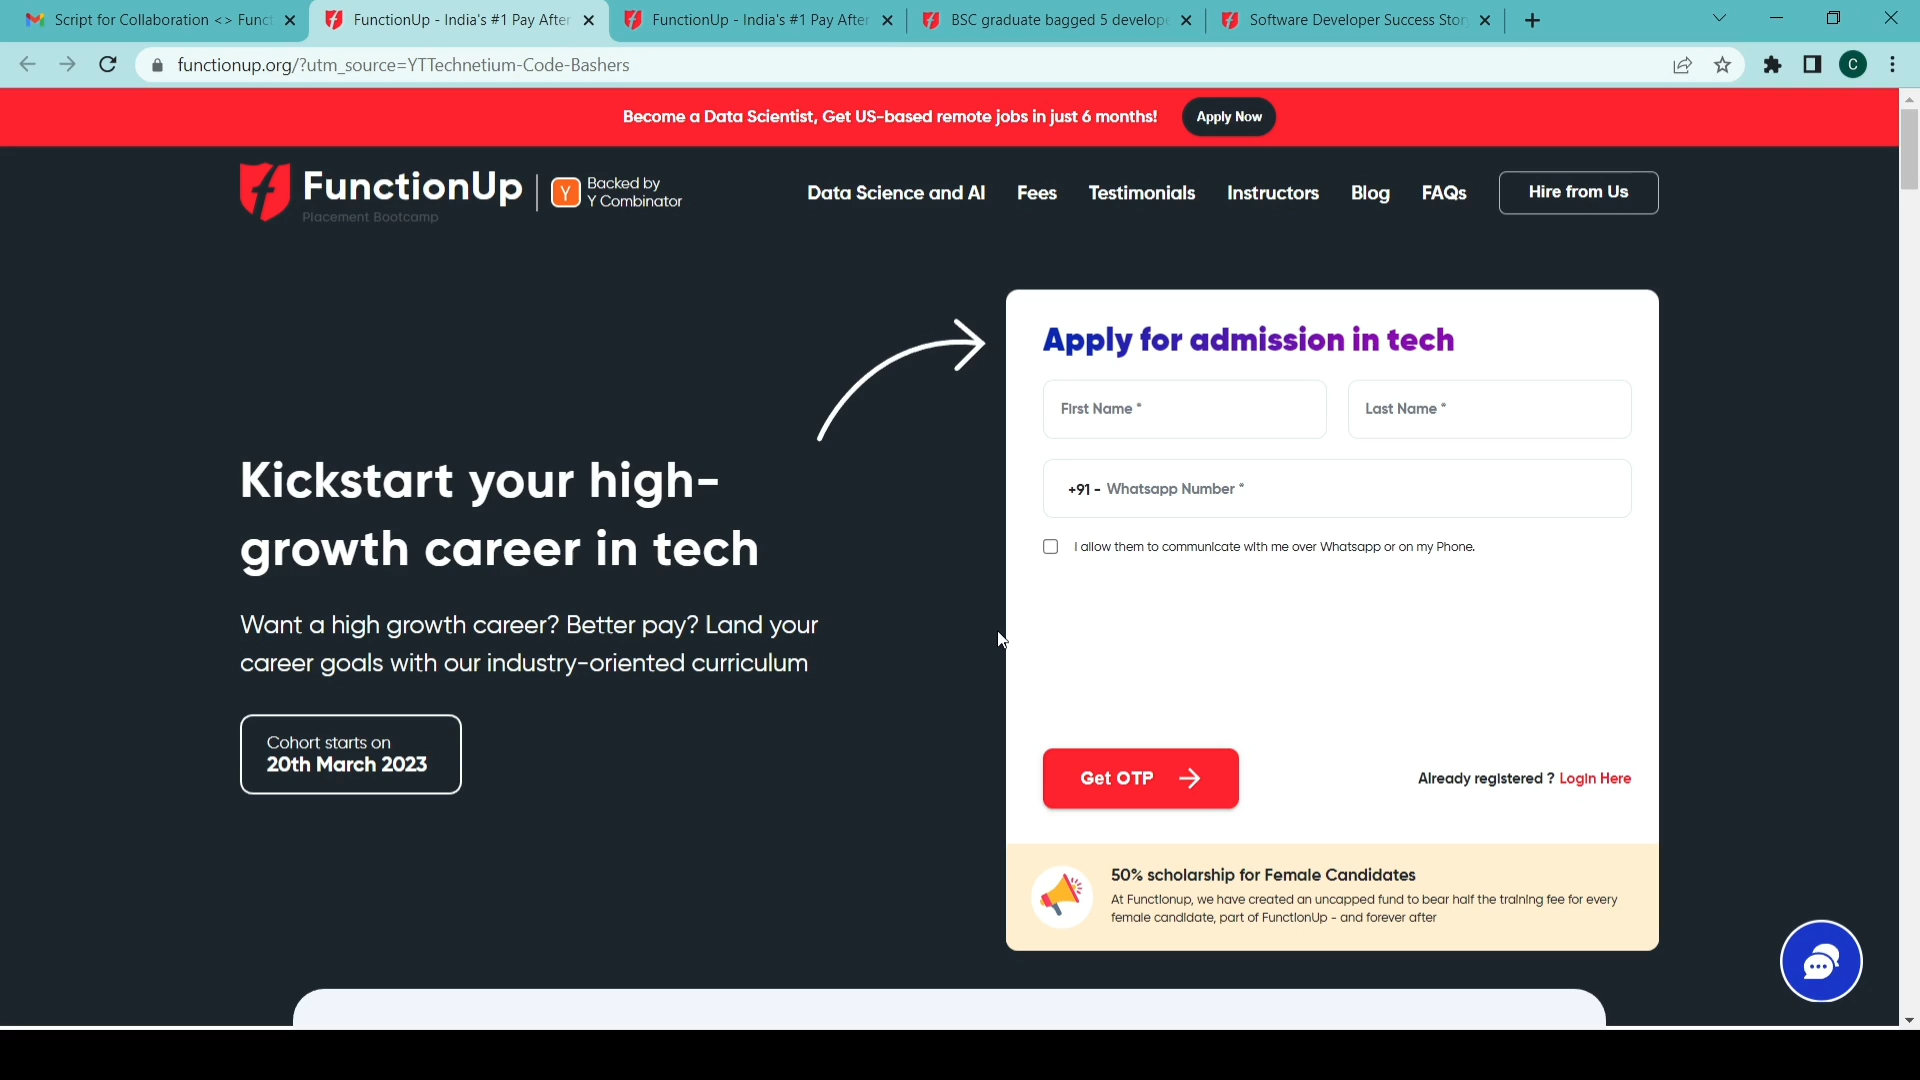 Script for Collaboration <> Funct
FunctionUp - India's #1 Pay After
FunctionUp - India's #1 Pay After
BSC graduate bagged 5 develope
Software Developer Success Stor
functionup.org/?utm_source=YTTechnetium-Code-Bashers
C
Become a Data Scientist, Get US-based remote jobs in just 6 months!
Apply Now
FunctionUp
Placement Bootcamp
Y
Backed by
Y Combinator
Data Science and AI
Fees
Testimonials
Instructors
Blog
FAQs
Hire from Us
Apply for admission in tech
First Name *
Last Name *
+91 - Whatsapp Number *
I allow them to communicate with me over Whatsapp or on my Phone.
Kickstart your high-
growth career in tech
Want a high growth career? Better pay? Land your
career goals with our industry-oriented curriculum
Cohort starts on
20th March 2023
Get OTP
Already registered ? Login Here
50% scholarship for Female Candidates
At Functionup, we have created an uncapped fund to bear half the training fee for every
female candidate, part of FunctionUp - and forever after